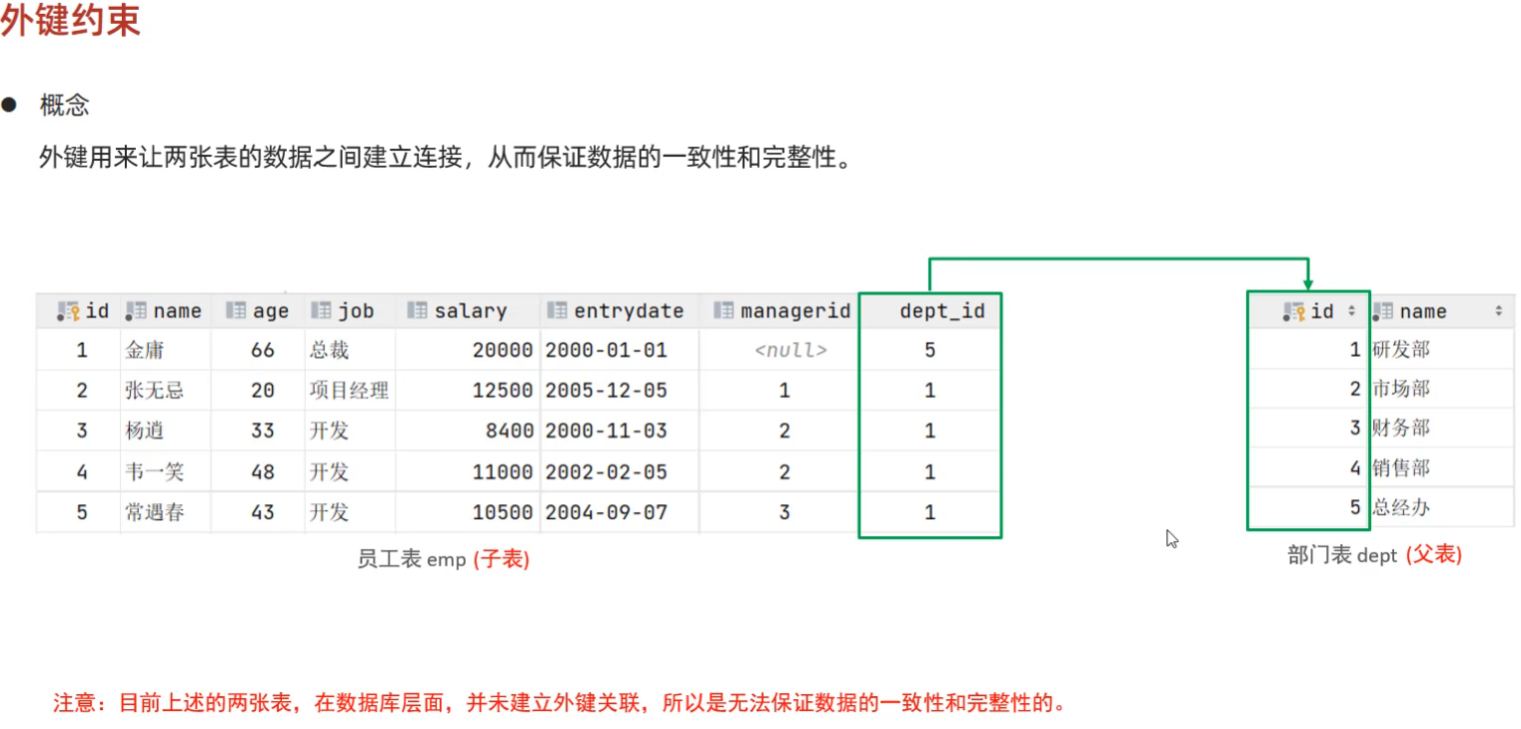 外键约束
● 概念
外键用来让两张表的数据之间建立连接，从而保证数据的一致性和完整性。
id name age job salary entrydate managerid dept_id
1 金庸 66 总裁 20000 2000-01-01 <null> 5
2 张无忌 20 项目经理 12500 2005-12-05 1 1
3 杨逍 33 开发 8400 2000-11-03 2 1
4 韦一笑 48 开发 11000 2002-02-05 2 1
5 常遇春 43 开发 10500 2004-09-07 3 1
员工表 emp (子表)
id name
1 研发部
2 市场部
3 财务部
4 销售部
5 总经办
部门表 dept (父表)
注意：目前上述的两张表，在数据库层面，并未建立外键关联，所以是无法保证数据的一致性和完整性的。